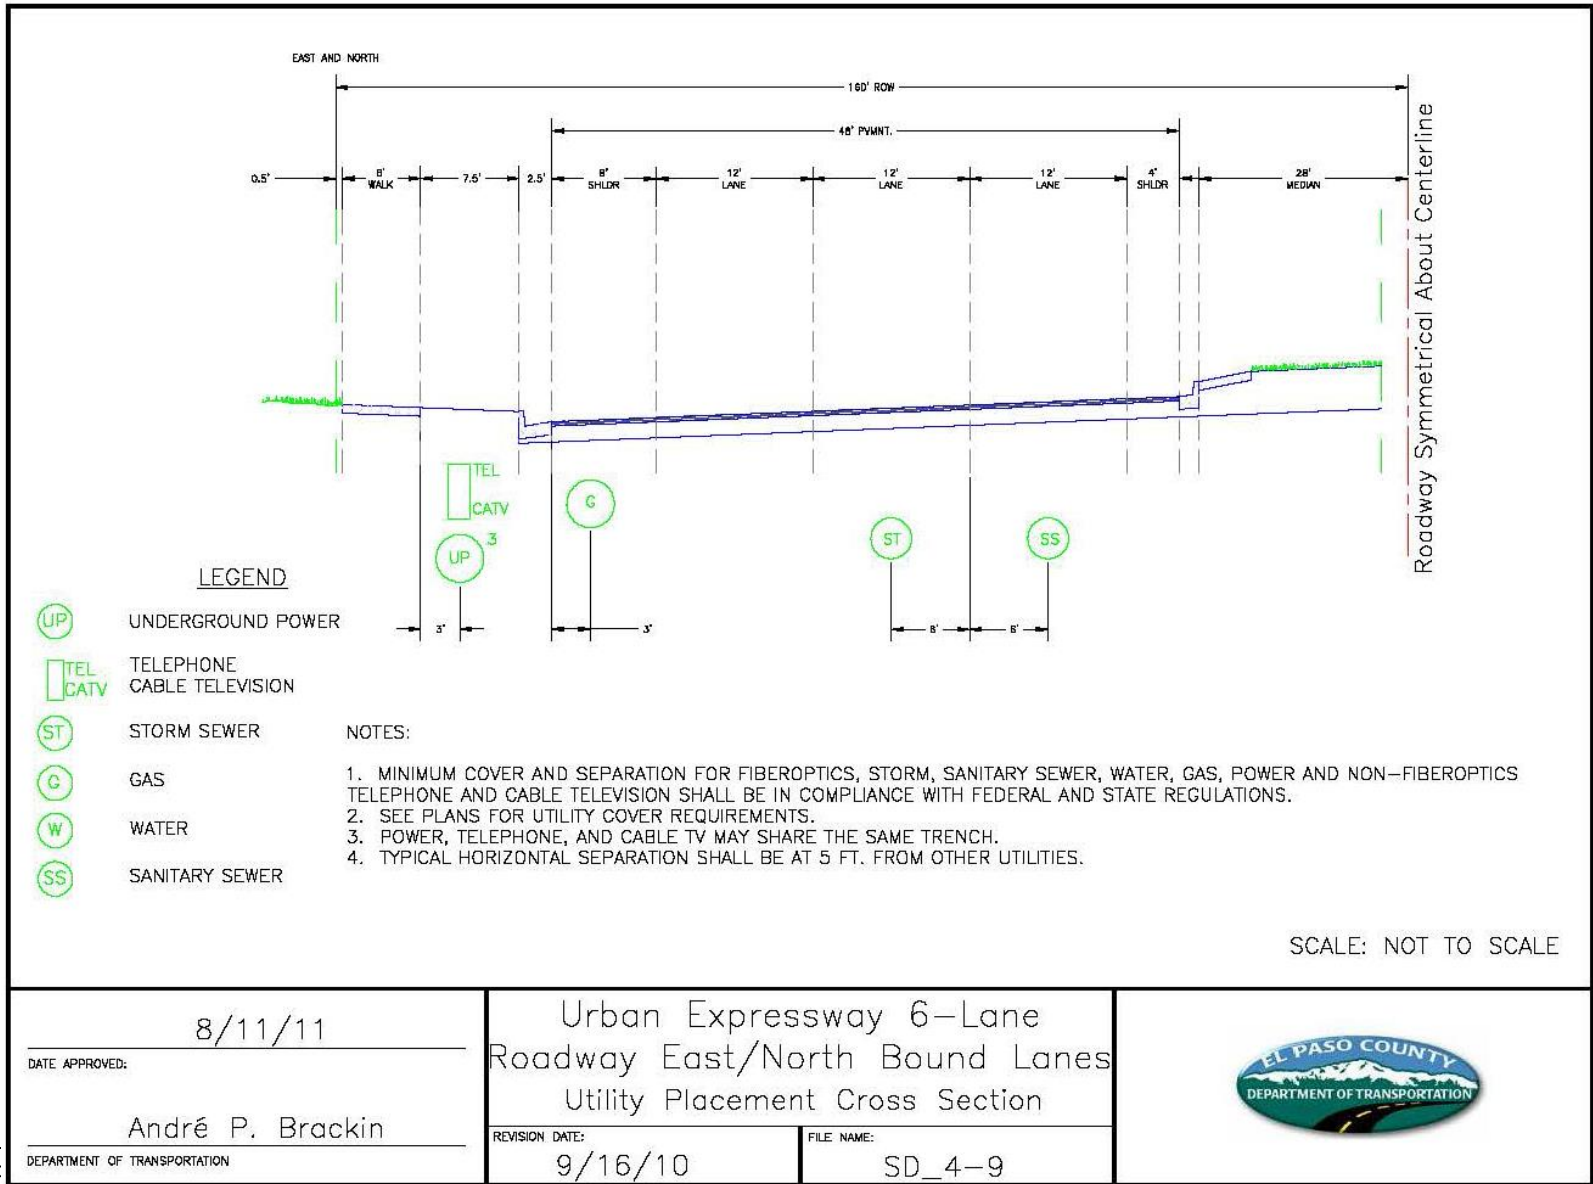 EAST AND NORTH
160' ROW
48' PVMNT.
0.5'
6'
WALK
7.5'
2.5'
8'
SHLDR
12'
LANE
12'
LANE
12'
LANE
4'
SHLDR
28'
MEDIAN
Roadway Symmetrical About Centerline
TEL
CATV
3
UP
G
ST
SS
3'
3'
6'
6'
LEGEND
UP UNDERGROUND POWER
TEL TELEPHONE
CATV CABLE TELEVISION
ST STORM SEWER
G GAS
W WATER
SS SANITARY SEWER
NOTES:
1. MINIMUM COVER AND SEPARATION FOR FIBEROPTICS, STORM, SANITARY SEWER, WATER, GAS, POWER AND NON-FIBEROPTICS
TELEPHONE AND CABLE TELEVISION SHALL BE IN COMPLIANCE WITH FEDERAL AND STATE REGULATIONS.
2. SEE PLANS FOR UTILITY COVER REQUIREMENTS.
3. POWER, TELEPHONE, AND CABLE TV MAY SHARE THE SAME TRENCH.
4. TYPICAL HORIZONTAL SEPARATION SHALL BE AT 5 FT. FROM OTHER UTILITIES.
SCALE: NOT TO SCALE
8/11/11
DATE APPROVED:
André P. Brackin
DEPARTMENT OF TRANSPORTATION
Urban Expressway 6-Lane
Roadway East/North Bound Lanes
Utility Placement Cross Section
REVISION DATE:
9/16/10
FILE NAME:
SD_4-9
EL PASO COUNTY
DEPARTMENT OF TRANSPORTATION